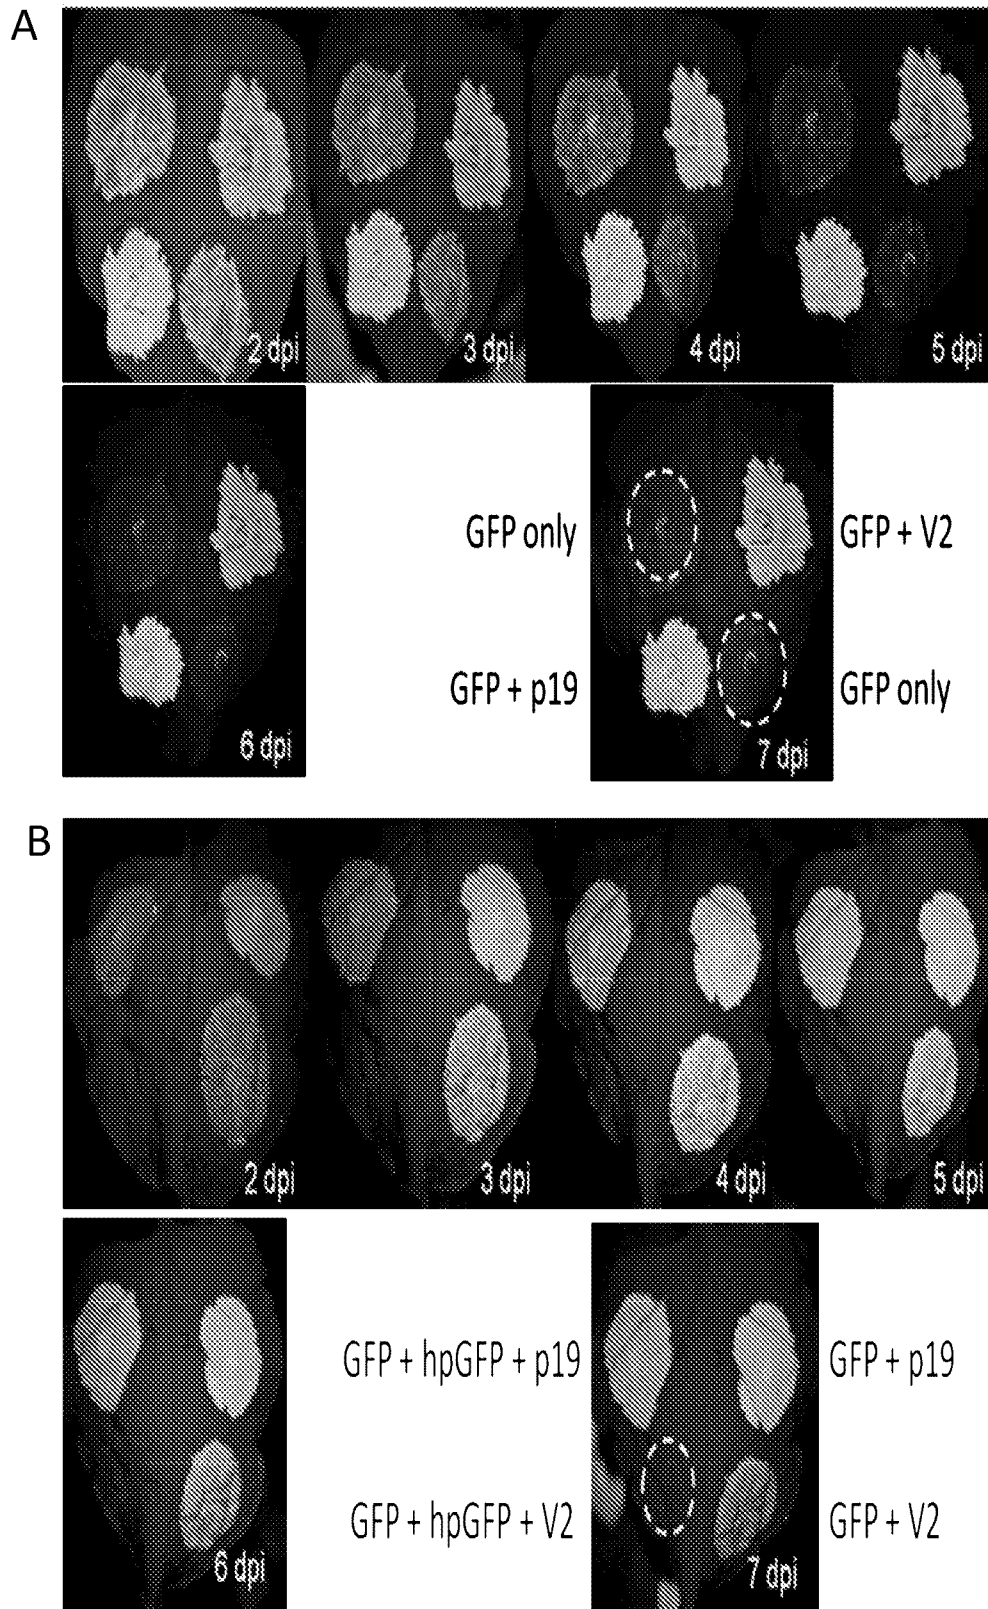 A
2 dpi
3 dpi
4 dpi
5 dpi
6 dpi
GFP only
GFP + V2
GFP + p19
GFP only
7 dpi
B
2 dpi
3 dpi
4 dpi
5 dpi
6 dpi
GFP + hpGFP + p19
GFP + p19
GFP + hpGFP + V2
GFP + V2
7 dpi